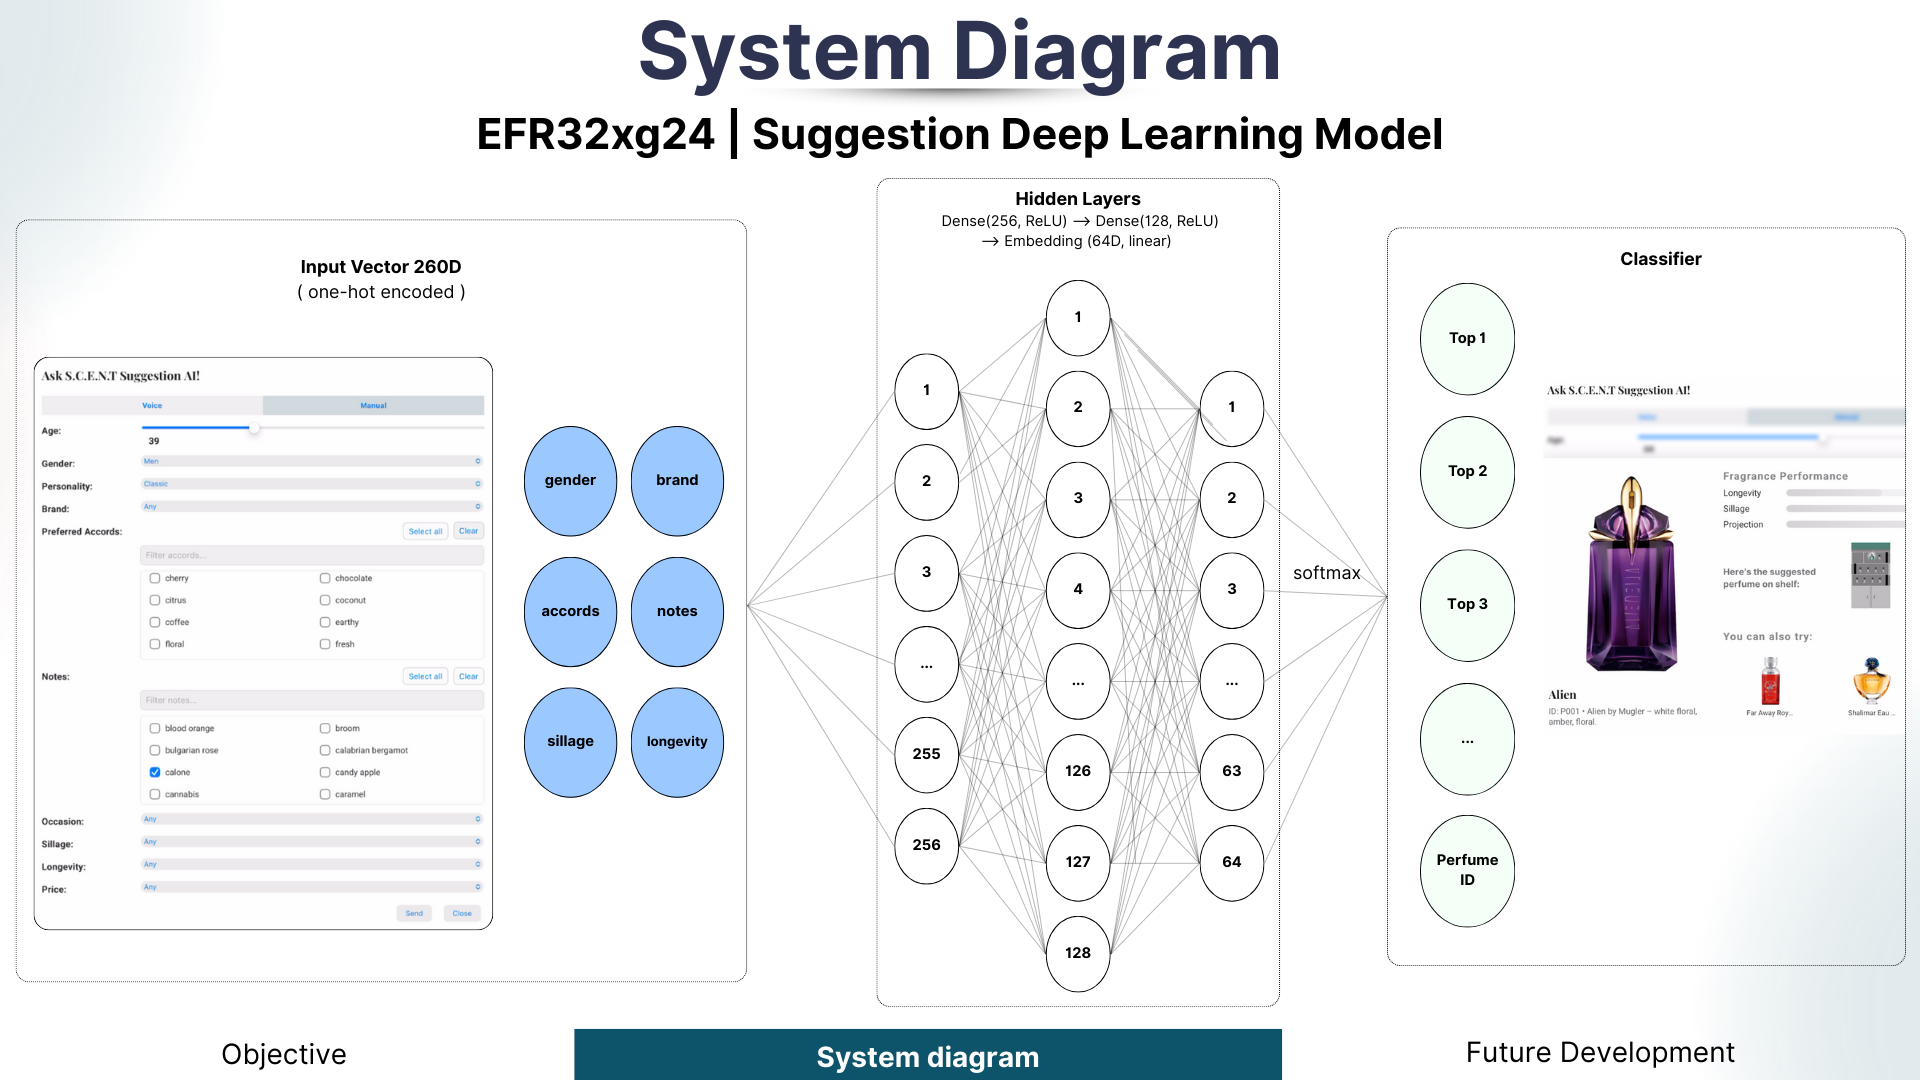 System Diagram
EFR32xg24 | Suggestion Deep Learning Model
Input Vector 260D
( one-hot encoded )
Ask S.C.E.N.T Suggestion AI!
Voice
Manual
Age:
39
Gender:
Men
Personality:
Classic
Brand:
Any
Preferred Accords:
Select all
Clear
Filter accords...
cherry
chocolate
citrus
coconut
coffee
earthy
floral
fresh
Notes:
Select all
Clear
Filter notes...
blood orange
broom
bulgarian rose
calabrian bergamot
calone
candy apple
cannabis
caramel
Occasion:
Any
Sillage:
Any
Longevity:
Any
Price:
Any
Send
Close
gender
brand
accords
notes
sillage
longevity
Hidden Layers
Dense(256, ReLU) → Dense(128, ReLU)
→ Embedding (64D, linear)
1
2
3
...
255
256
1
2
3
4
...
126
127
128
1
2
3
...
63
64
softmax
Classifier
Top 1
Top 2
Top 3
...
Perfume
ID
Ask S.C.E.N.T Suggestion AI!
Fragrance Performance
Longevity
Sillage
Projection
Here's the suggested
perfume on shelf:
You can also try:
Far Away Roy...
Shalimar Eau ...
ALIEN
Alien
ID: P001 • Alien by Mugler – white floral,
amber, floral.
Objective
System diagram
Future Development